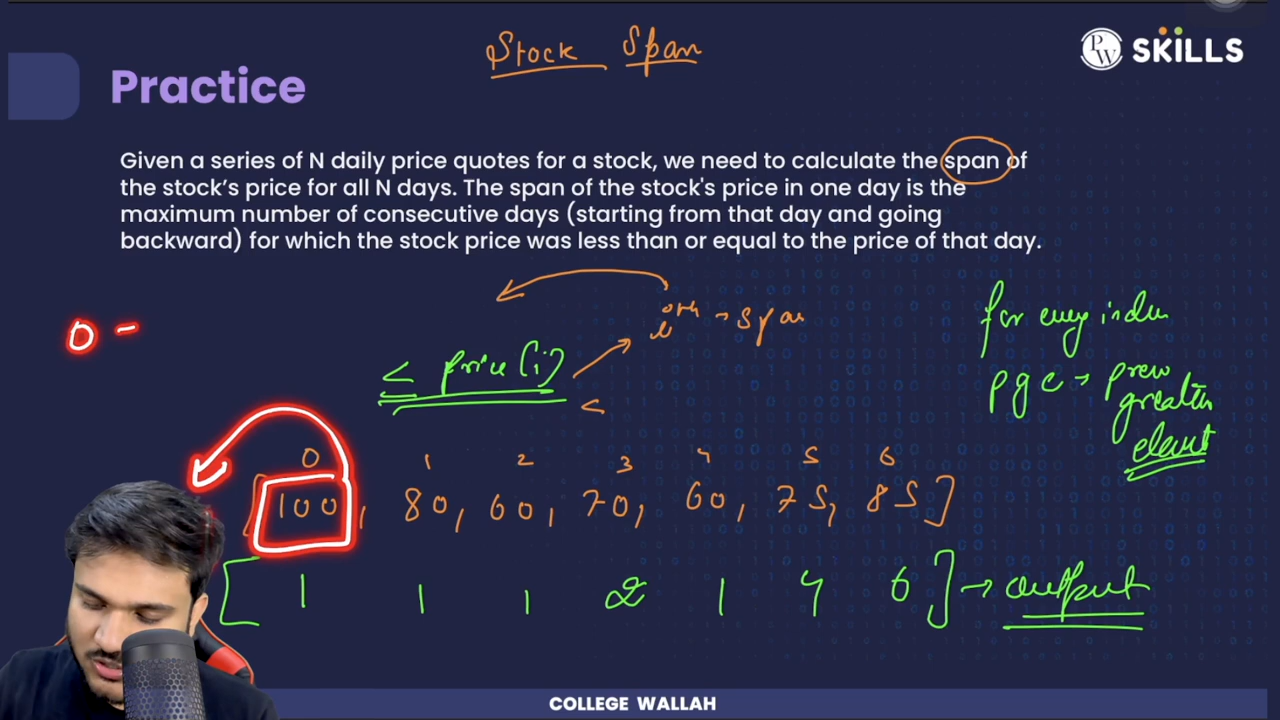 Stock Span
PW SKILLS
Practice
Given a series of N daily price quotes for a stock, we need to calculate the span of
the stock's price for all N days. The span of the stock's price in one day is the
maximum number of consecutive days (starting from that day and going
backward) for which the stock price was less than or equal to the price of that day.
span
for every index
0 -
≤ price(i)
<
pge → prev
greater
element
0 1 2 3 4 5 6
[100, 80, 60, 70, 60, 75, 85]
[ 1 1 1 2 1 4 6 ] → output
COLLEGE WALLAH